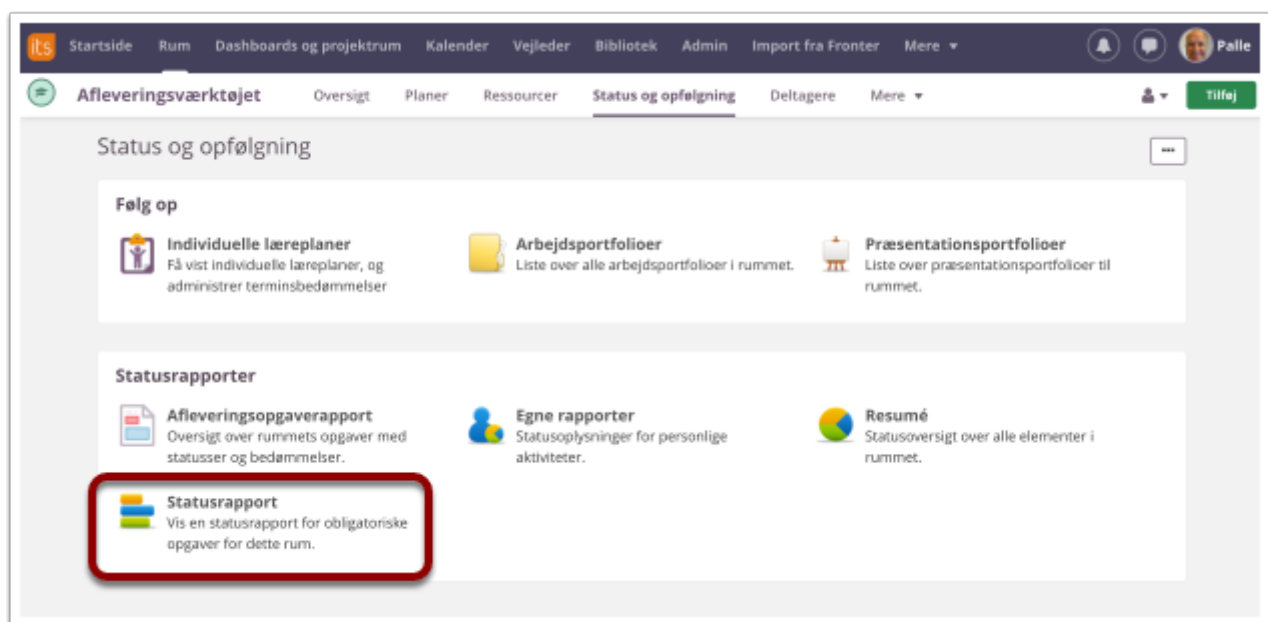 its Startside Rum Dashboards og projektrum Kalender Vejleder Bibliotek Admin Import fra Fronter Mere Palle
Afleveringsværktøjet Oversigt Planer Ressourcer Status og opfølgning Deltagere Mere Tilføj
Status og opfølgning
Følg op
Individuelle læreplaner
Få vist individuelle læreplaner, og
administrer terminsbedømmelser
Arbejdsportfolioer
Liste over alle arbejdsportfolioer i rummet.
Præsentationsportfolioer
Liste over præsentationsportfolioer til
rummet.
Statusrapporter
Afleveringsopgaverapport
Oversigt over rummets opgaver med
statusser og bedømmelser.
Egne rapporter
Statusoplysninger for personlige
aktiviteter.
Resumé
Statusoversigt over alle elementer i
rummet.
Statusrapport
Vis en statusrapport for obligatoriske
opgaver for dette rum.